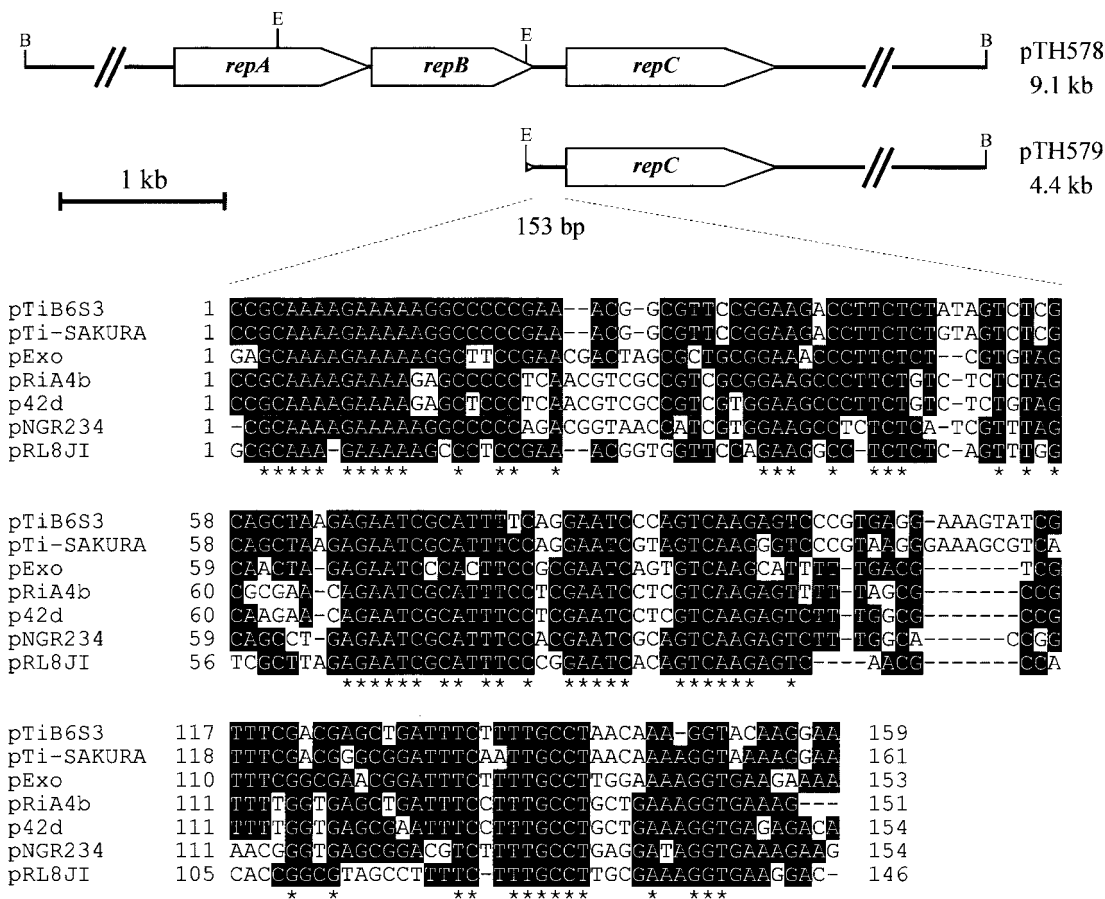 B E E B
repA repB repC
pTH578
9.1 kb
E B
repC
pTH579
4.4 kb
1 kb
153 bp
pTiB6S3 1 CCGCAAAAGAAAAAGGCCCCCGAA--ACG-GCGTTCCGGAAGACCTTCTCTATAGTCTCG
pTi-SAKURA 1 CCGCAAAAGAAAAAGGCCCCCGAA--ACG-GCGTTCCGGAAGACCTTCTCTGTAGTCTCG
pExo 1 GAGCAAAAGAAAAAGGCTTCCGAACGACTAGCGCTGCGGAAACCCTTCTCT--CGTGTAG
pRiA4b 1 CCGCAAAAGAAAAGAGCCCCCTCAACGTCGCCGTCGCGGAAGCCCTTCTGTC-TCTCTAG
p42d 1 CCGCAAAAGAAAAGAGCTCCCTCAACGTCGCCGTCGTGGAAGCCCTTCTGTC-TCTGTAG
pNGR234 1 -CGCAAAAGAAAAAGGCCCCCAGACGGTAACCATCGTGGAAGCCTCTCTCA-TCGTTTAG
pRL8JI 1 GCGCAAA-GAAAAAGCCCTCCGAA--ACGGTGGTTCCAGAAGGCC-TCTCTC-AGTTTGG
***** ***** * ** * *** * *** * * *
pTiB6S3 58 CAGCTAAGAGAATCGCATTTTCAGGAATCCCAGTCAAGAGTCCCGTGAGG-AAAGTATCG
pTi-SAKURA 58 CAGCTAAGAGAATCGCATTTCCAGGAATCGTAGTCAAGGGTCCCGTAAGGGAAAGCGTCA
pExo 59 CAACTA-GAGAATCCCACTTCCGCGAATCAGTGTCAAGCATTTT-TGACG------TCG
pRiA4b 60 CGCGAA-CAGAATCGCATTTCCTCGAATCCTCGTCAAGAGTTTT-TAGCG-------CCG
p42d 60 CAAGAA-CAGAATCGCATTTCCTCGAATCCTCGTCAAGAGTCTT-TGGCG-------CCG
pNGR234 59 CAGCCT-GAGAATCGCATTTCCACGAATCGCAGTCAAGAGTCTT-TGGCA------CCGG
pRL8JI 56 TCGCTTAGAGAATCGCATTTCCCGGAATCACAGTCAAGAGTC----AACG-------CCA
****** ** ** * ***** ****** *
pTiB6S3 117 TTTCGACGAGCTGATTTCTTTTGCCTAACAAA-GGTACAAGGAA 159
pTi-SAKURA 118 TTTCGACGGGCGGATTTCAATTGCCTAACAAAAGGTAAAAGGAA 161
pExo 110 TTTCGGCGAACGGATTTCTTTTGCCTTGGAAAAGGTGAAGAAAA 153
pRiA4b 111 TTTTGGTGAGCTGATTTCCTTTGCCTGCTGAAAGGTGAAAG--- 151
p42d 111 TTTTGGTGAGCGAATTTCCTTTGCCTGCTGAAAGGTGAGAGACA 154
pNGR234 111 AACGGGTGAGCGGACGTCTTTTGCCTGAGGATAGGTGAAAGAAG 154
pRL8JI 105 CACCGGCGTAGCCTTTTC-TTTGCCTTGCGAAAGGTGAAGGAC- 146
* * ** ****** * ***